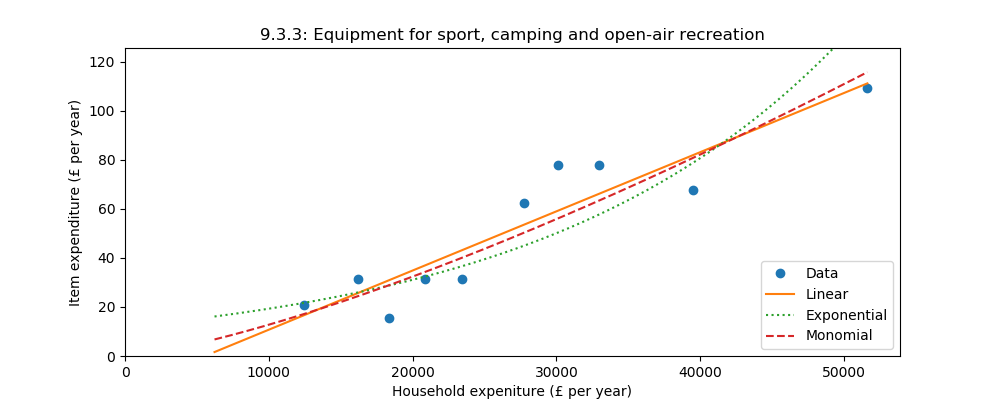 9.3.3: Equipment for sport, camping and open-air recreation
Item expenditure (£ per year)
120
100
80
60
40
20
0
0 10000 20000 30000 40000 50000
Household expeniture (£ per year)
Data
Linear
Exponential
Monomial